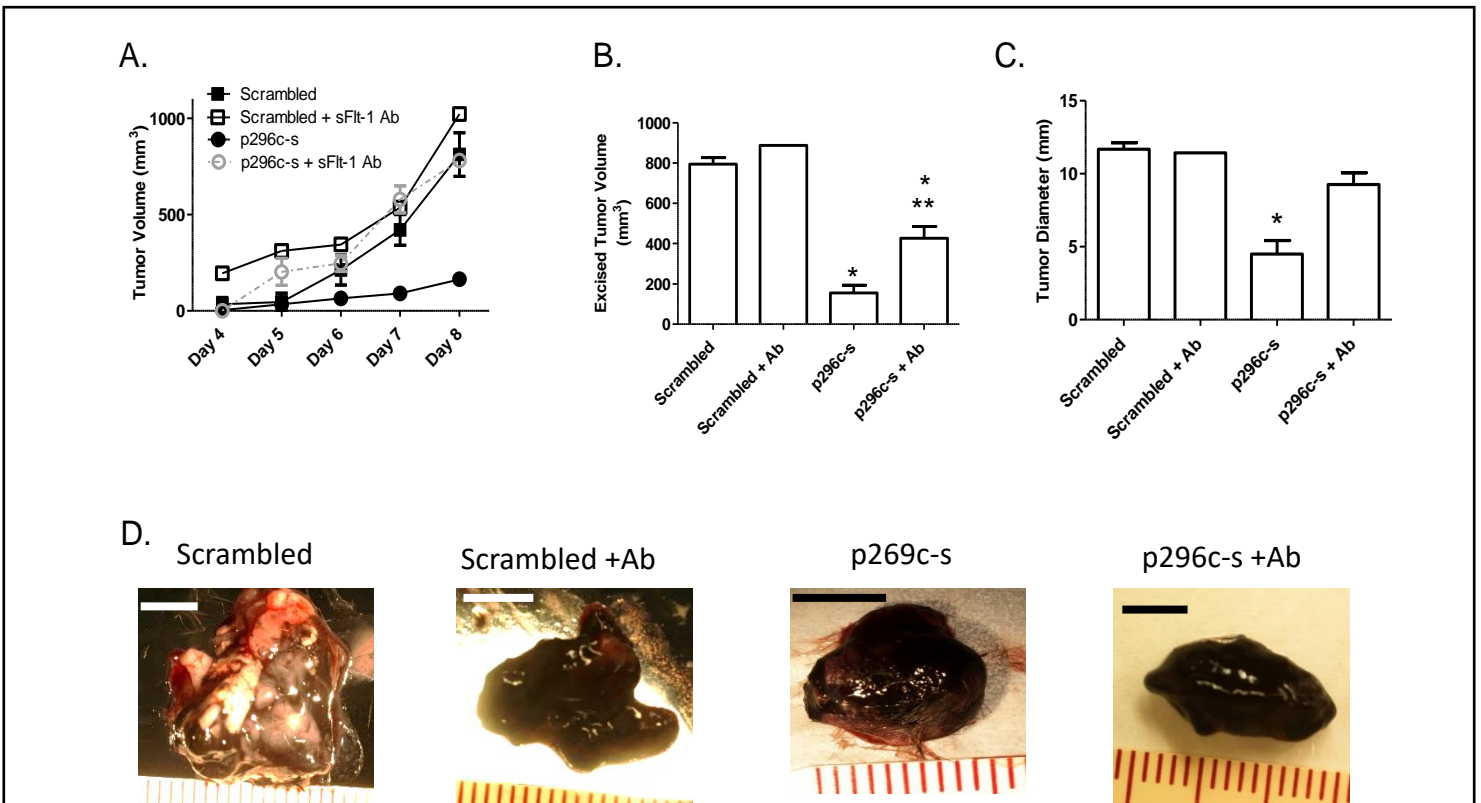 A.
Scrambled
Scrambled + sFlt-1 Ab
p296c-s
p296c-s + sFlt-1 Ab
Tumor Volume (mm3)
1000
500
0
Day 4
Day 5
Day 6
Day 7
Day 8
B.
Excised Tumor Volume
(mm3)
1000
800
600
400
200
0
*
*
**
Scrambled
Scrambled + Ab
p296c-s
p296c-s + Ab
C.
Tumor Diameter (mm)
15
10
5
0
*
Scrambled
Scrambled + Ab
p296c-s
p296c-s + Ab
D.
Scrambled
Scrambled +Ab
p269c-s
p296c-s +Ab